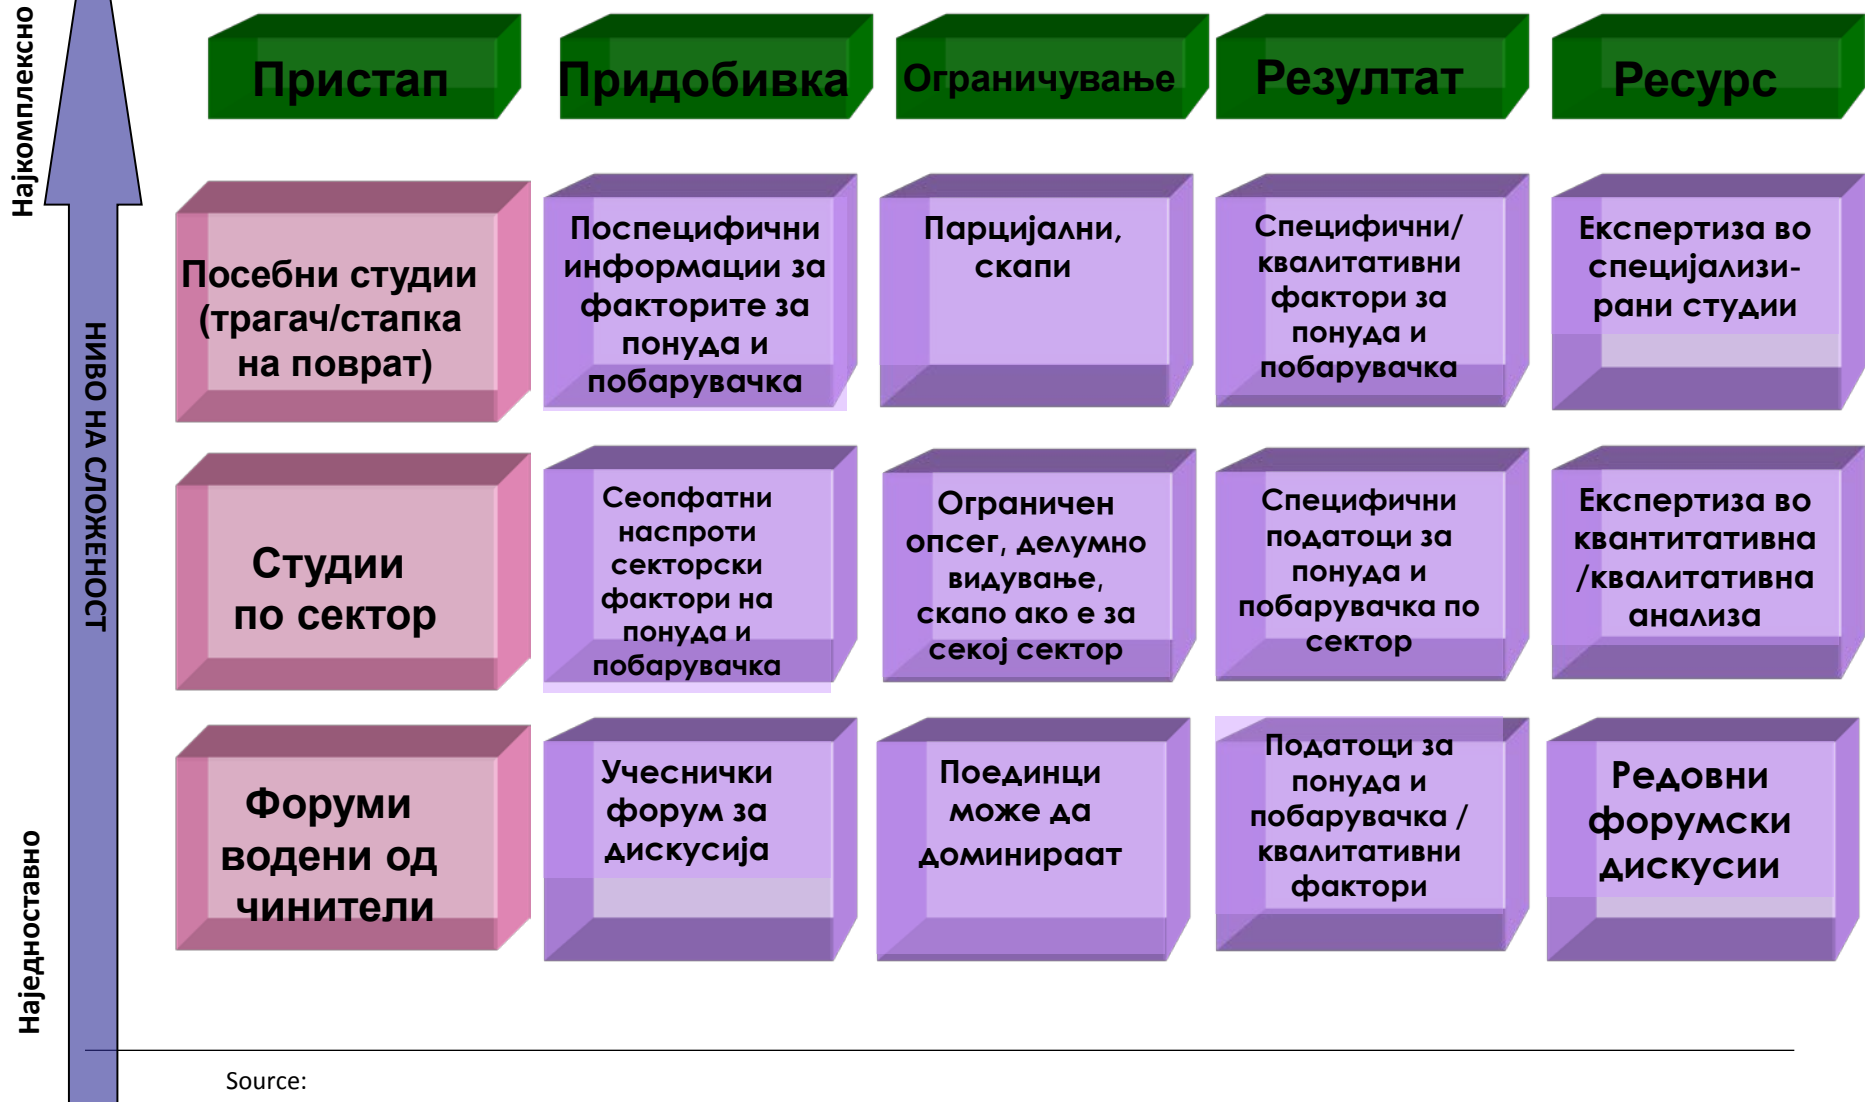 Најкомплексно
НИВО НА СЛОЖЕНОСТ
Наједноставно
Пристап
Придобивка
Ограничување
Резултат
Ресурс
Посебни студии
(трагач/стапка
на поврат)
Поспецифични
информации за
факторите за
понуда и
побарувачка
Парцијални,
скапи
Специфични/
квалитативни
фактори за
понуда и
побарувачка
Експертиза во
специјализи-
рани студии
Студии
по сектор
Сеопфатни
наспроти
секторски
фактори на
понуда и
побарувачка
Ограничен
опсег, делумно
видување,
скапо ако е за
секој сектор
Специфични
податоци за
понуда и
побарувачка по
сектор
Експертиза во
квантитативна
/квалитативна
анализа
Форуми
водени од
чинители
Учеснички
форум за
дискусија
Поединци
може да
доминираат
Податоци за
понуда и
побарувачка /
квалитативни
фактори
Редовни
форумски
дискусии
Source: